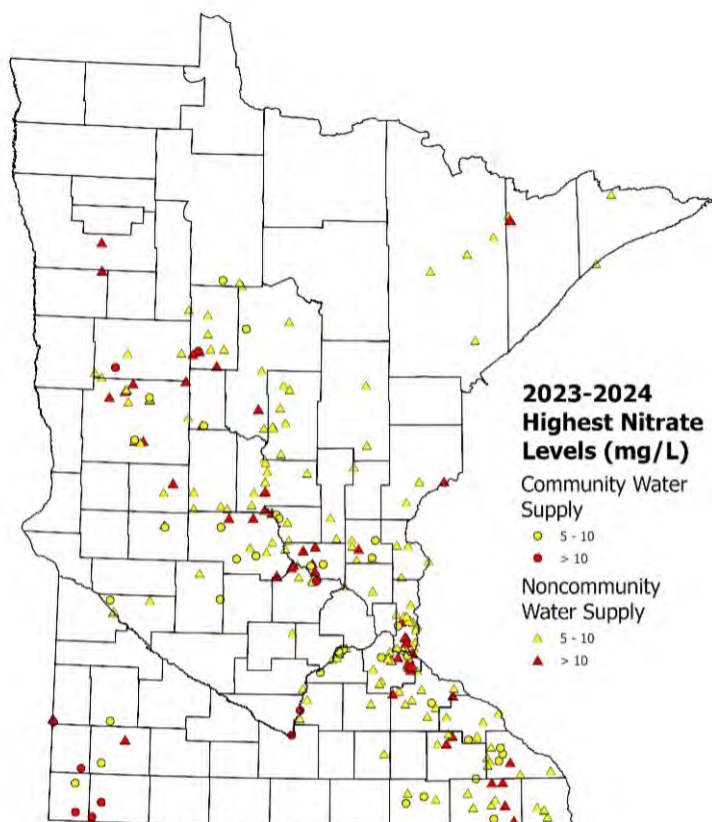 2023-2024
Highest Nitrate
Levels (mg/L)
Community Water
Supply
5 - 10
> 10
Noncommunity
Water Supply
5 - 10
> 10